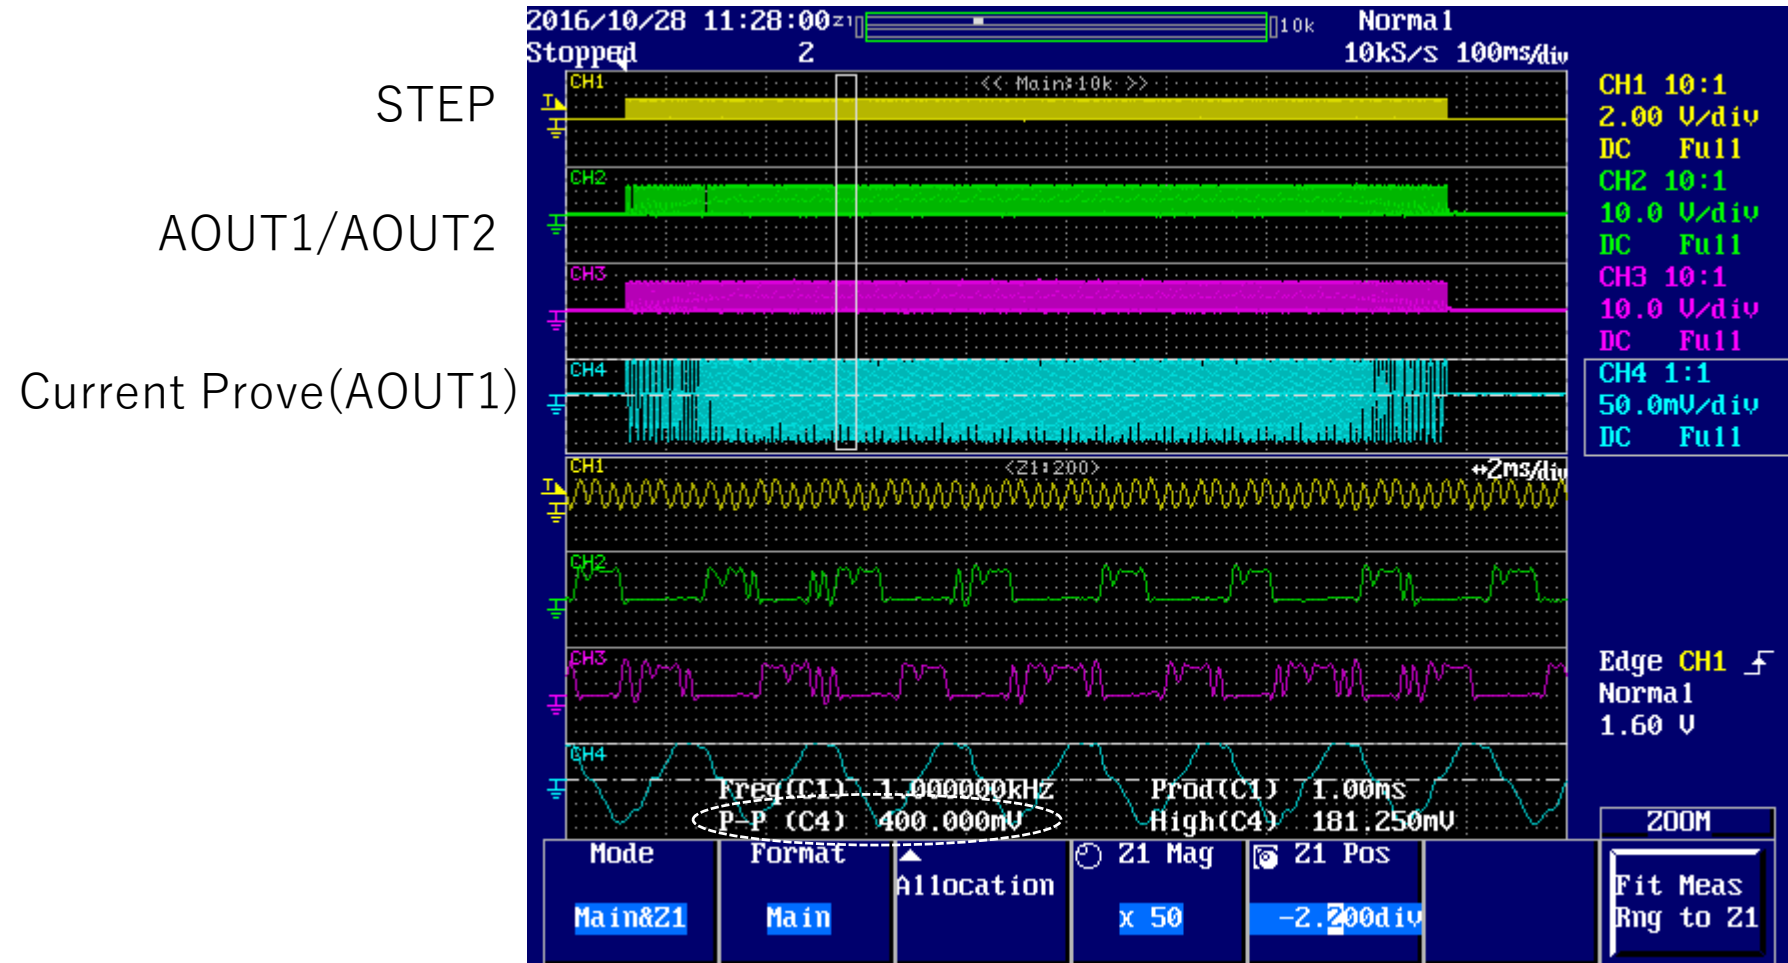 2016/10/28 11:28:00 Z1 10k Normal
Stopped 2 10kS/s 100ms/div
STEP
AOUT1/AOUT2
Current Prove(AOUT1)
CH1 << Main:10k >>
T
CH2
CH3
CH4
CH1 10:1
2.00 V/div
DC Full
CH2 10:1
10.0 V/div
DC Full
CH3 10:1
10.0 V/div
DC Full
CH4 1:1
50.0mV/div
DC Full
CH1 <Z1:200> ↔2ms/div
T
CH2
CH3
CH4
Edge CH1
Normal
1.60 V
Freq(C1) 1.000000kHz Prod(C1) 1.00ms
P-P (C4) 400.000mV High(C4) 181.250mV
ZOOM
Mode Format Allocation Z1 Mag Z1 Pos
Main&Z1 Main x 50 -2.200div
Fit Meas
Rng to Z1